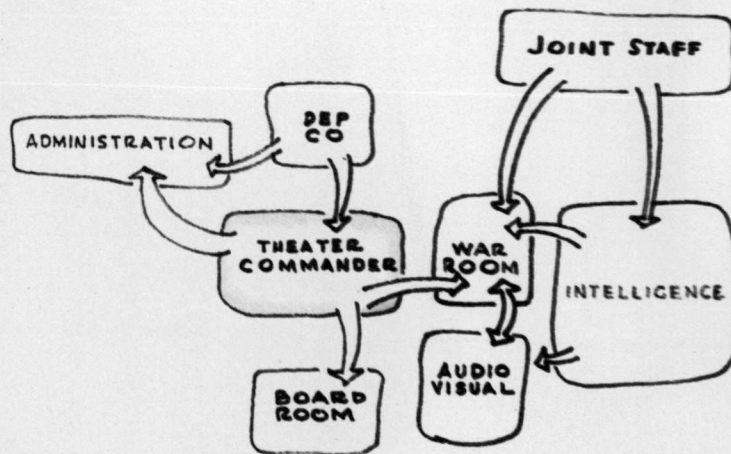 JOINT STAFF
DEP
CO
ADMINISTRATION
THEATER
COMMANDER
WAR
ROOM
INTELLIGENCE
BOARD
ROOM
AUDIO
VISUAL